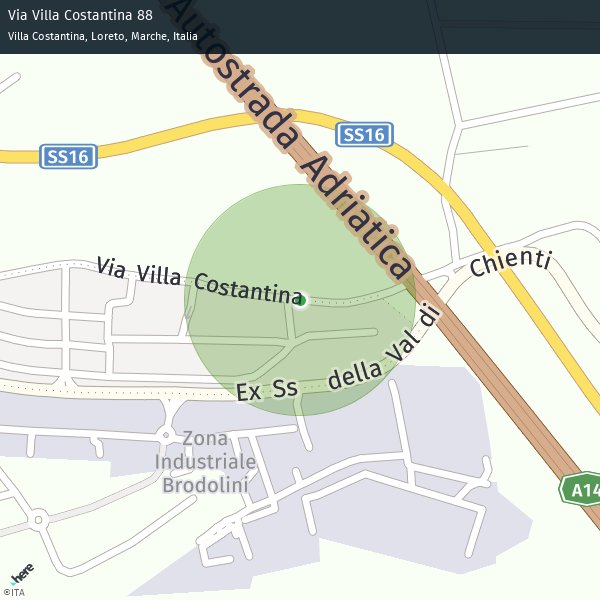 Via Villa Costantina 88
Villa Costantina, Loreto, Marche, Italia
Autostrada Adriatica
SS16
SS16
Via Villa Costantina
Chienti
Ex Ss della Val di
Zona
Industriale
Brodolini
A14
here
©ITA